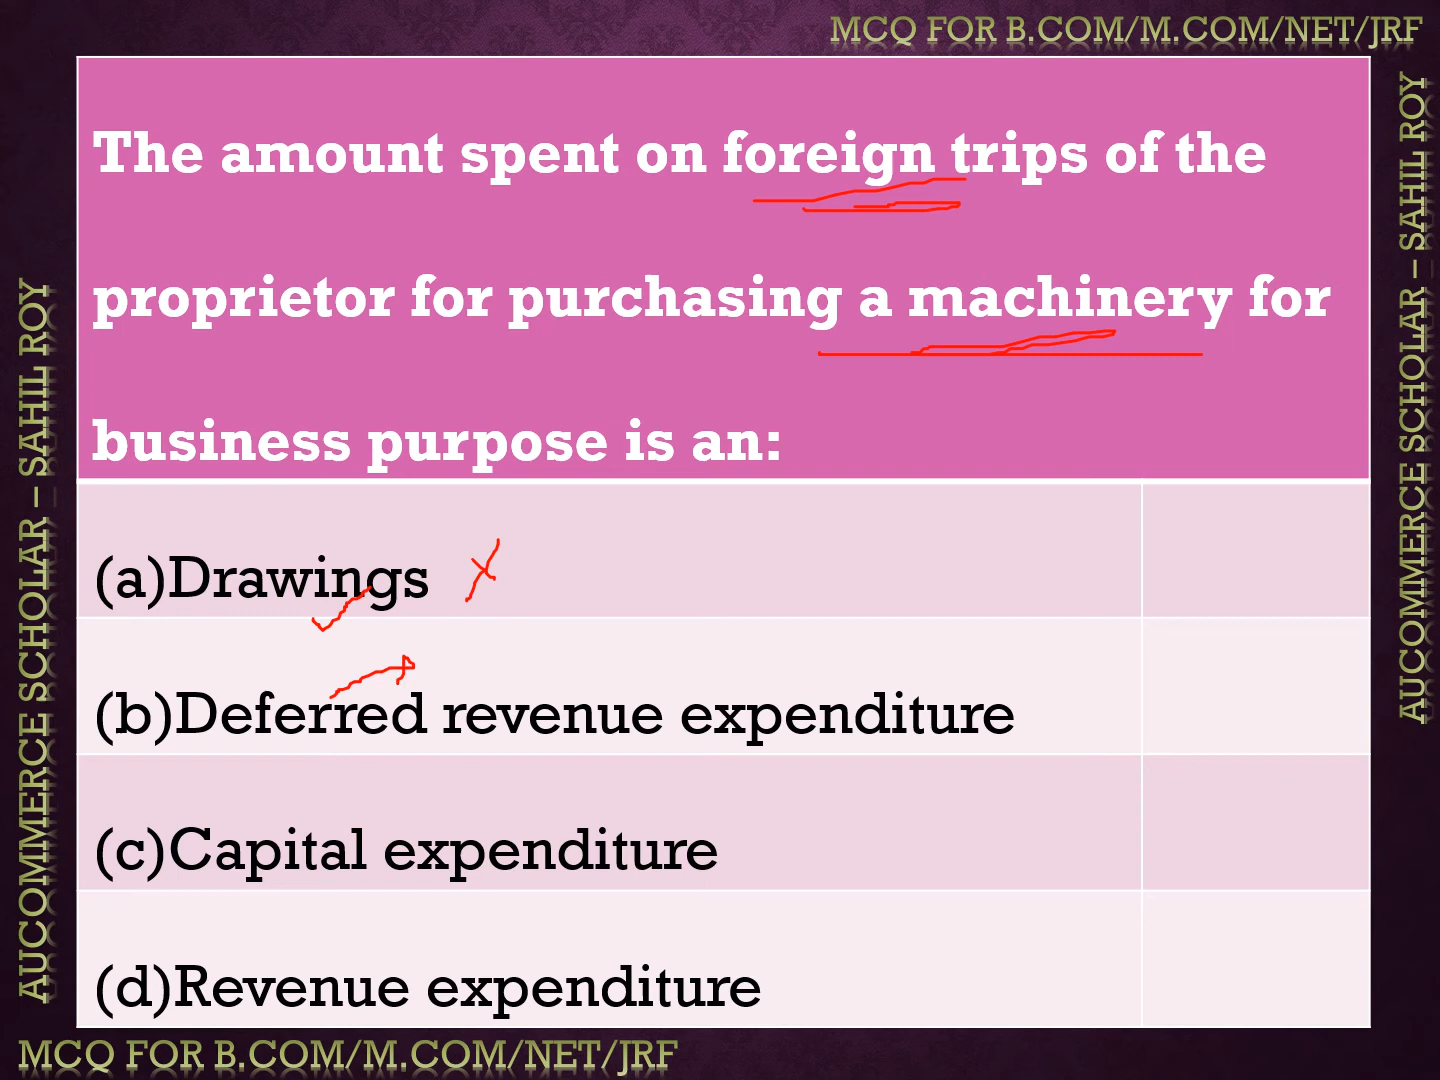 MCQ FOR B.COM/M.COM/NET/JRF
The amount spent on foreign trips of the
proprietor for purchasing a machinery for
business purpose is an:
(a)Drawings
(b)Deferred revenue expenditure
(c)Capital expenditure
(d)Revenue expenditure
AUCOMMERCE SCHOLAR – SAHIL ROY
AUCOMMERCE SCHOLAR – SAHIL ROY
MCQ FOR B.COM/M.COM/NET/JRF